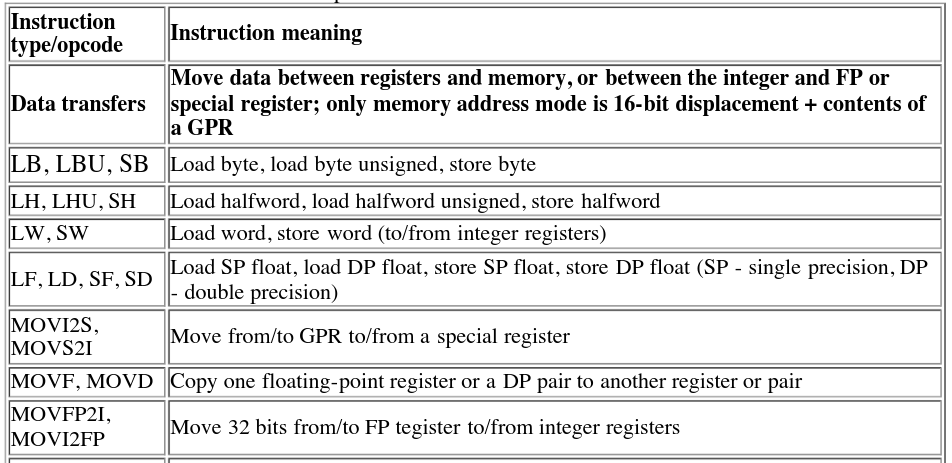 Instruction
type/opcode
Instruction meaning
Data transfers
Move data between registers and memory, or between the integer and FP or
special register; only memory address mode is 16-bit displacement + contents of
a GPR
LB, LBU, SB
Load byte, load byte unsigned, store byte
LH, LHU, SH
Load halfword, load halfword unsigned, store halfword
LW, SW
Load word, store word (to/from integer registers)
LF, LD, SF, SD
Load SP float, load DP float, store SP float, store DP float (SP - single precision, DP
- double precision)
MOVI2S,
MOVS2I
Move from/to GPR to/from a special register
MOVF, MOVD
Copy one floating-point register or a DP pair to another register or pair
MOVFP2I,
MOVI2FP
Move 32 bits from/to FP tegister to/from integer registers